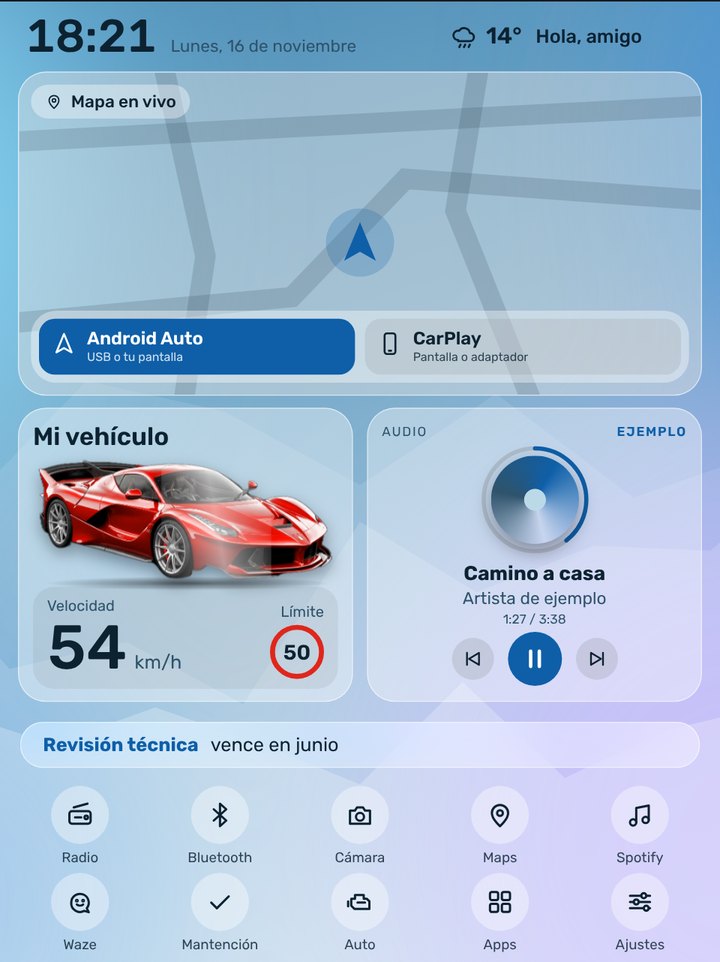 18:21 Lunes, 16 de noviembre 14° Hola, amigo
Mapa en vivo
Android Auto
USB o tu pantalla
CarPlay
Pantalla o adaptador
Mi vehículo
Velocidad
54 km/h
Límite
50
AUDIO EJEMPLO
Camino a casa
Artista de ejemplo
1:27 / 3:38
Revisión técnica vence en junio
Radio Bluetooth Cámara Maps Spotify
Waze Mantención Auto Apps Ajustes